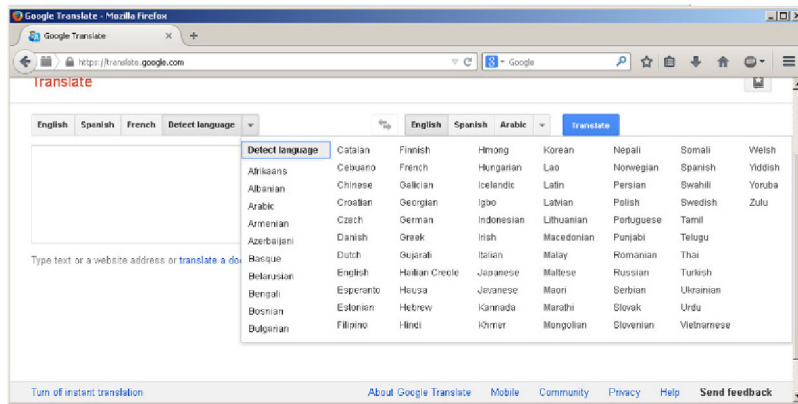 Google Translate - Mozilla Firefox
Google Translate
https://translate.google.com
Google
Translate
English Spanish French Detect language English Spanish Arabic Translate
Detect language Catalan Finnish Hmong Korean Nepali Somali Welsh
Afrikaans Cebuano French Hungarian Lao Norwegian Spanish Yiddish
Albanian Chinese Galician Icelandic Latin Persian Swahili Yoruba
Arabic Croatian Georgian Igbo Latvian Polish Swedish Zulu
Armenian Czech German Indonesian Lithuanian Portuguese Tamil
Azerbaijani Danish Greek Irish Macedonian Punjabi Telugu
Basque Dutch Gujarati Italian Malay Romanian Thai
Belarusian English Haitian Creole Japanese Maltese Russian Turkish
Bengali Esperanto Hausa Javanese Maori Serbian Ukrainian
Bosnian Estonian Hebrew Kannada Marathi Slovak Urdu
Bulgarian Filipino Hindi Khmer Mongolian Slovenian Vietnamese
Type text or a website address or translate a do
Turn off instant translation About Google Translate Mobile Community Privacy Help Send feedback